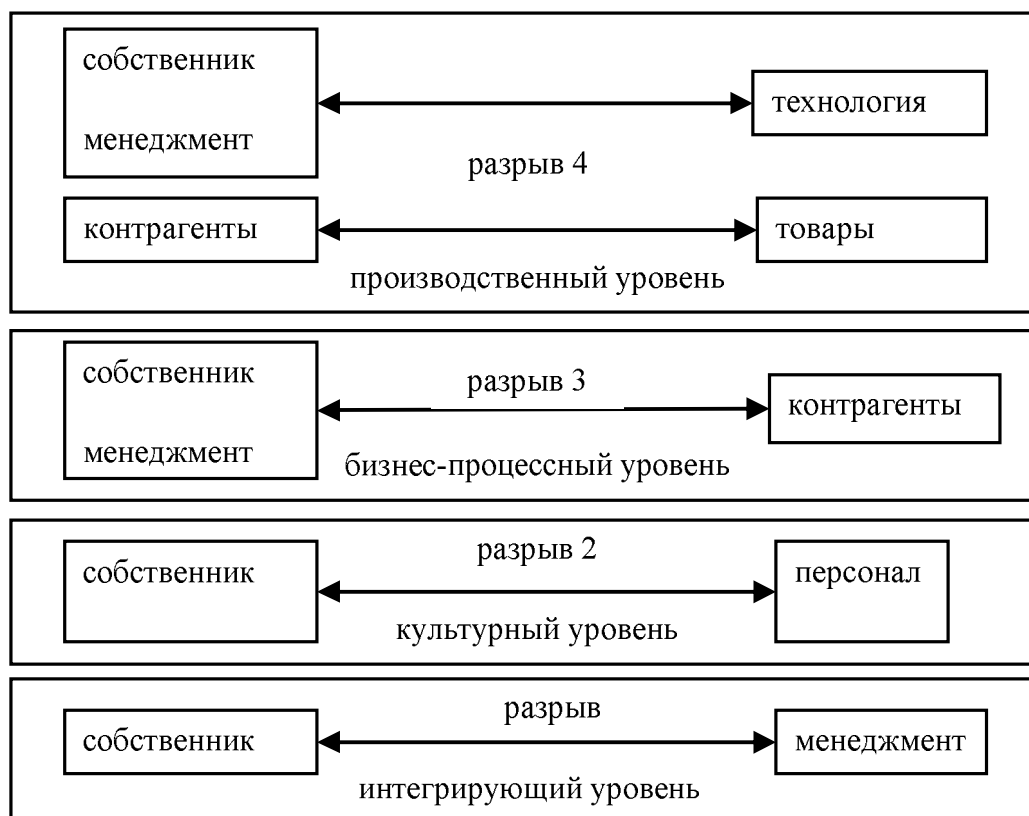 собственник
менеджмент
технология
разрыв 4
контрагенты
товары
производственный уровень
собственник
менеджмент
разрыв 3
контрагенты
бизнес-процессный уровень
собственник
разрыв 2
персонал
культурный уровень
собственник
разрыв
менеджмент
интегрирующий уровень